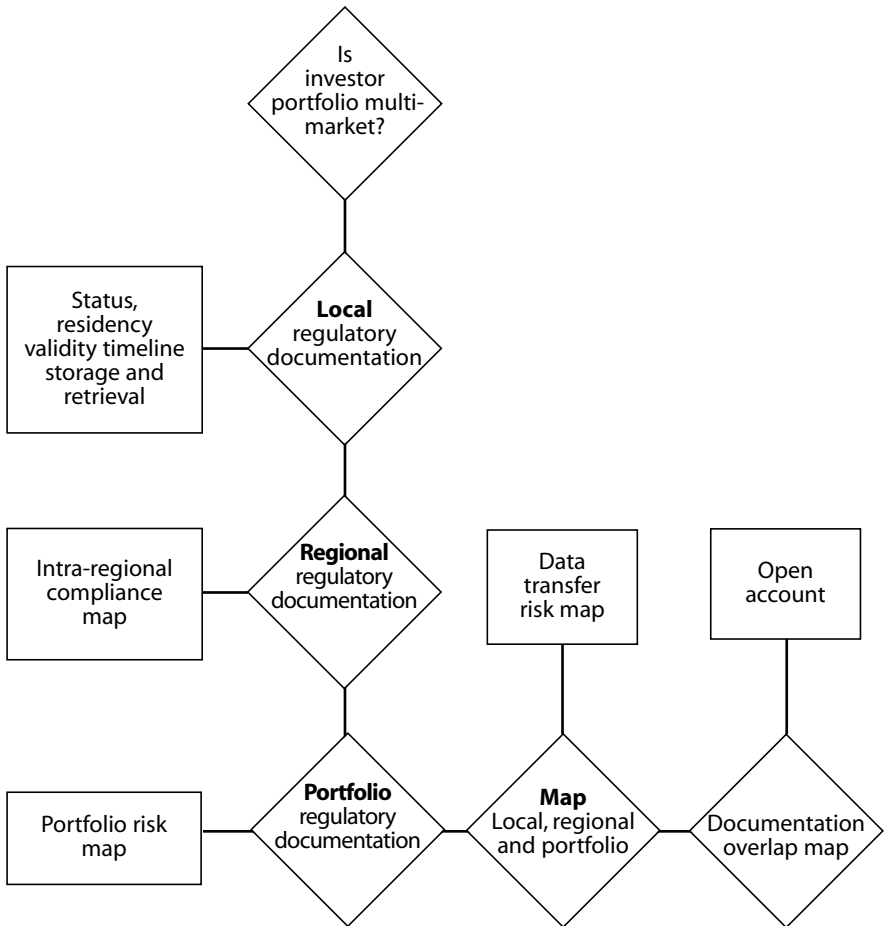 Is
investor
portfolio multi-
market?
Status,
residency
validity timeline
storage and
retrieval
Local
regulatory
documentation
Intra-regional
compliance
map
Regional
regulatory
documentation
Data
transfer
risk map
Open
account
Portfolio risk
map
Portfolio
regulatory
documentation
Map
Local, regional
and portfolio
Documentation
overlap map